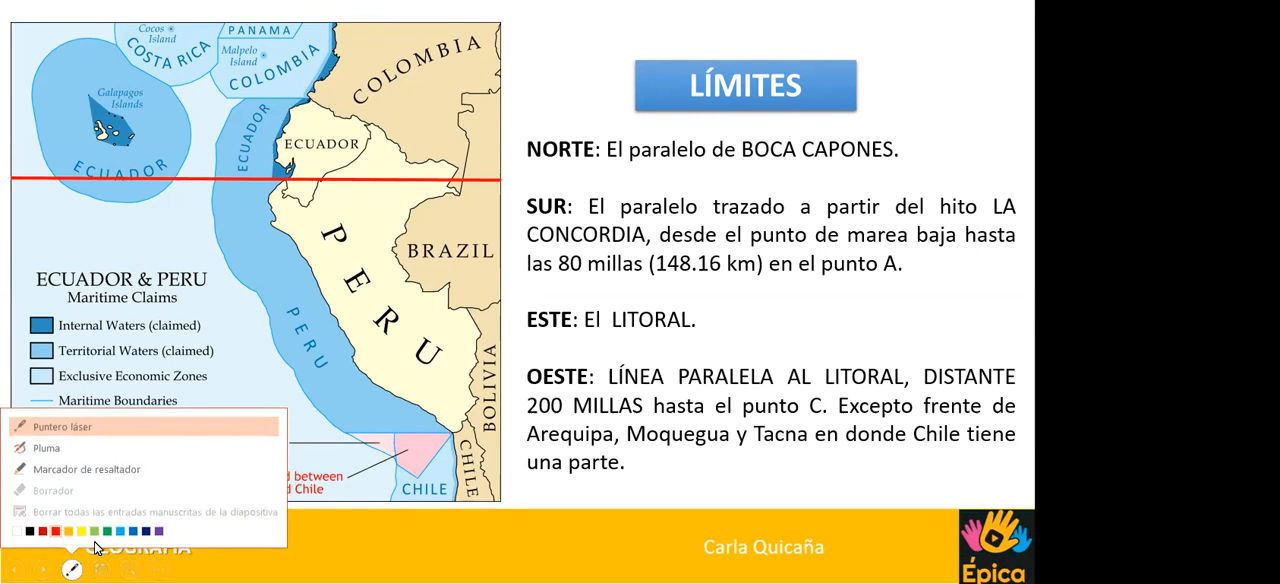 Cocos
Island
PANAMA
COSTA RICA
Malpelo
Island
COLOMBIA
COLOMBIA
Galapagos
Islands
ECUADOR
ECUADOR
ECUADOR
PERU
BRAZIL
ECUADOR & PERU
Maritime Claims
Internal Waters (claimed)
Territorial Waters (claimed)
Exclusive Economic Zones
Maritime Boundaries
PERU
BOLIVIA
CHILE
CHILE
between
Chile
LÍMITES
NORTE: El paralelo de BOCA CAPONES.
SUR: El paralelo trazado a partir del hito LA
CONCORDIA, desde el punto de marea baja hasta
las 80 millas (148.16 km) en el punto A.
ESTE: El LITORAL.
OESTE: LÍNEA PARALELA AL LITORAL, DISTANTE
200 MILLAS hasta el punto C. Excepto frente de
Arequipa, Moquegua y Tacna en donde Chile tiene
una parte.
Puntero láser
Pluma
Marcador de resaltador
Borrador
Borrar todas las entradas manuscritas de la diapositiva
GEOGRAFÍA
Carla Quicaña
Épica